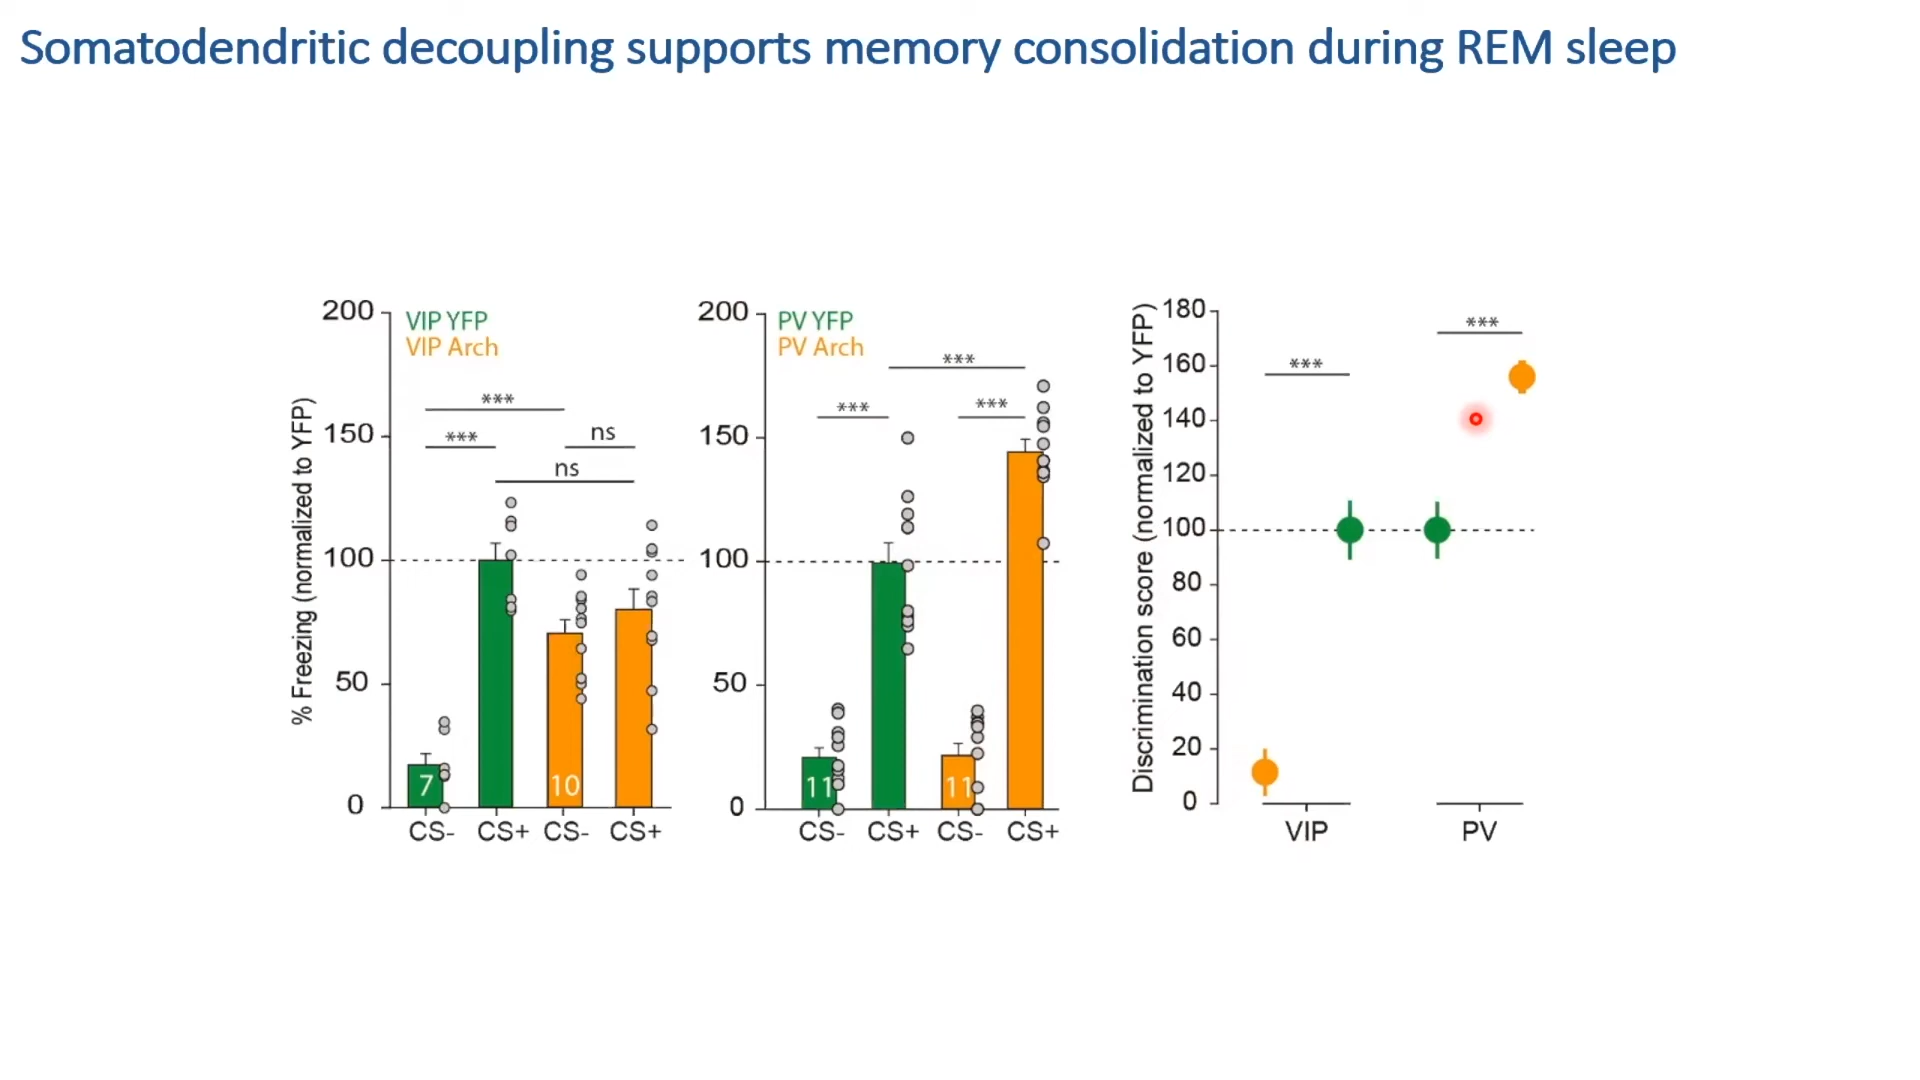 Somatodendritic decoupling supports memory consolidation during REM sleep
% Freezing (normalized to YFP)
200
150
100
50
0
VIP YFP
VIP Arch
***
***
ns
ns
7
10
CS- CS+ CS- CS+
200
150
100
50
0
PV YFP
PV Arch
***
***
***
11
11
CS- CS+ CS- CS+
Discrimination score (normalized to YFP)
180
160
140
120
100
80
60
40
20
0
***
***
VIP
PV